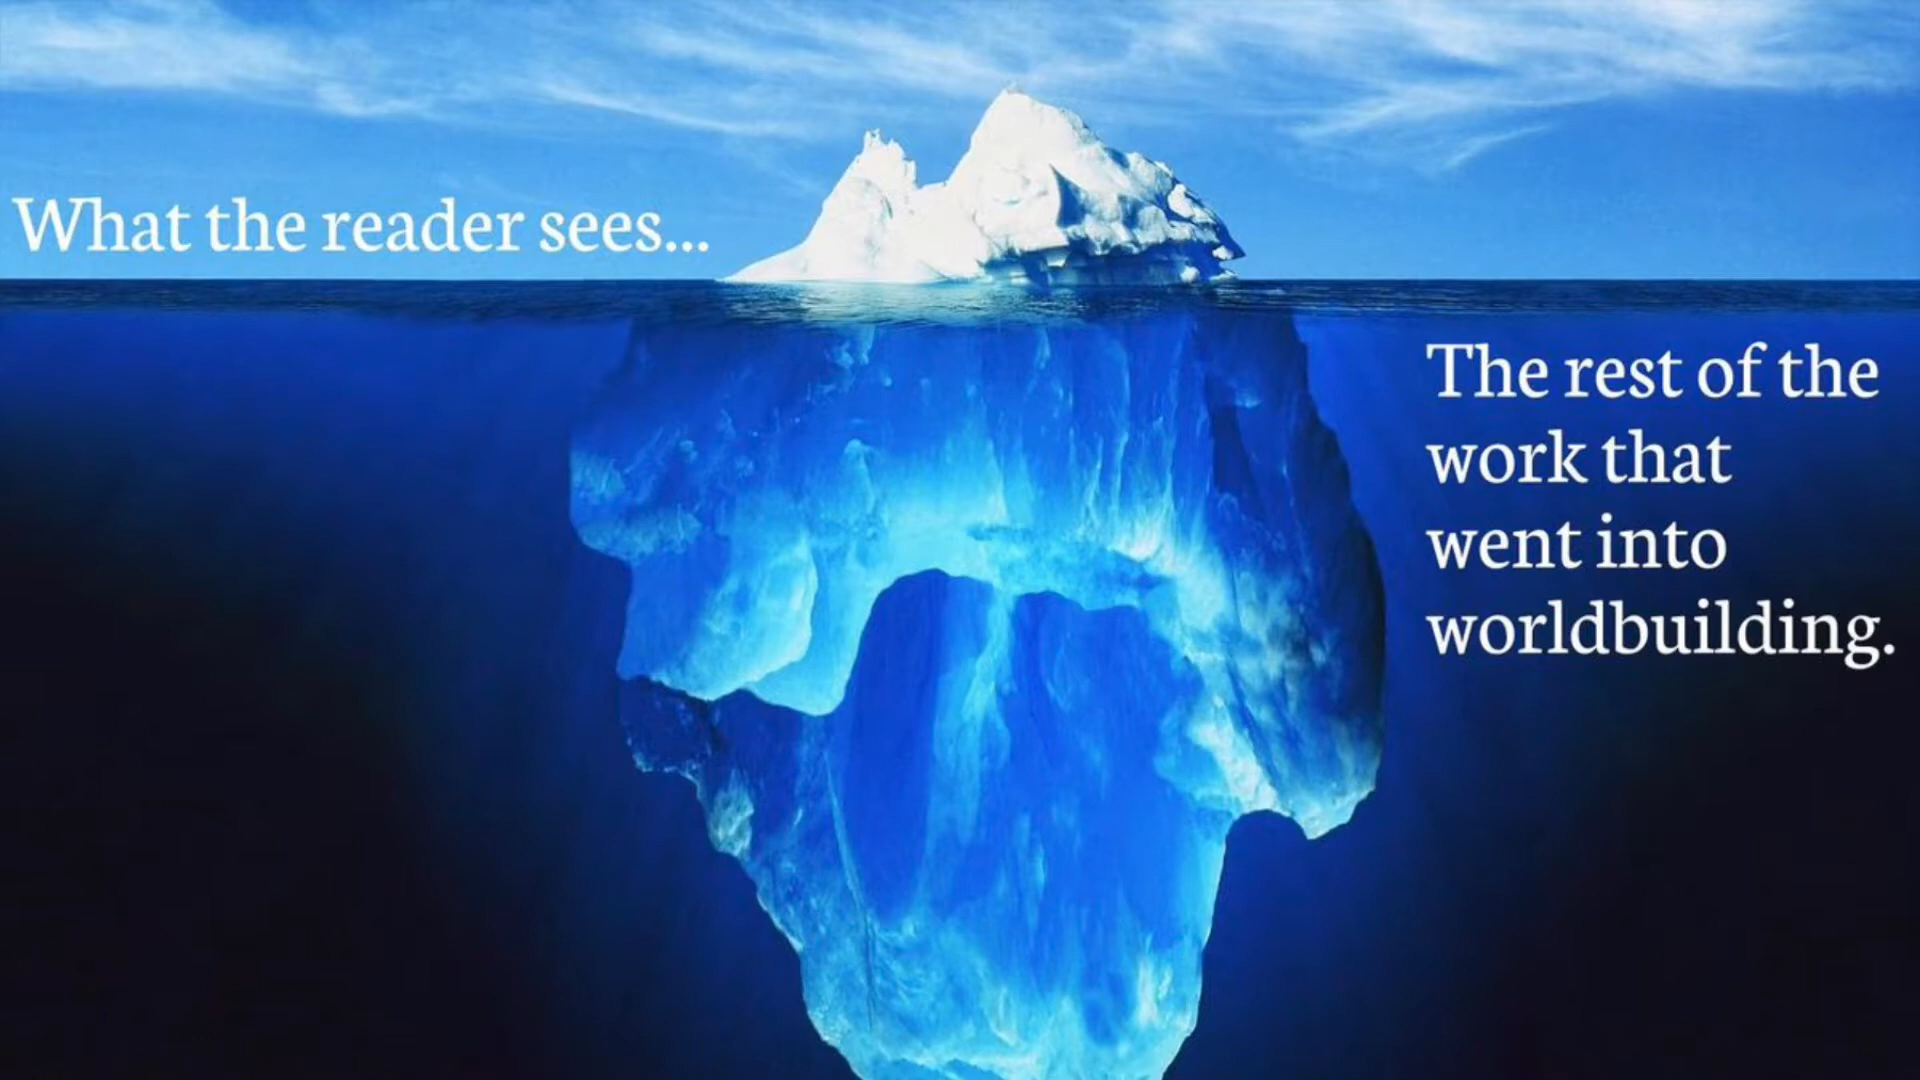 What the reader sees...
The rest of the
work that
went into
worldbuilding.